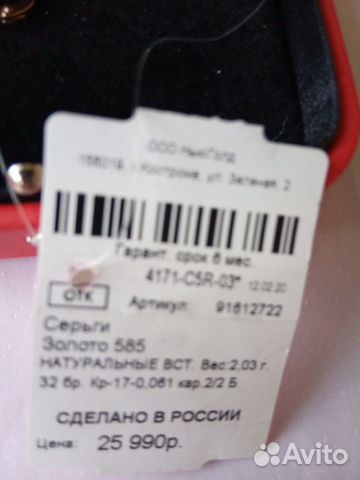 ООО НьюГолд
156019, г.Кострома, ул. Зеленая, 2
Гарант. срок 6 мес.
4171-С5R-03* 12.02.20
ОТК
Артикул: 91612722
Серьги
Золото 585
НАТУРАЛЬНЫЕ ВСТ. Вес:2,03 г.
32 бр. Кр-17-0,061 кар.2/2 Б
СДЕЛАНО В РОССИИ
Цена: 25 990р.
Avito